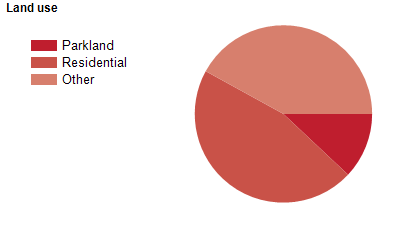 Land use
Parkland
Residential
Other